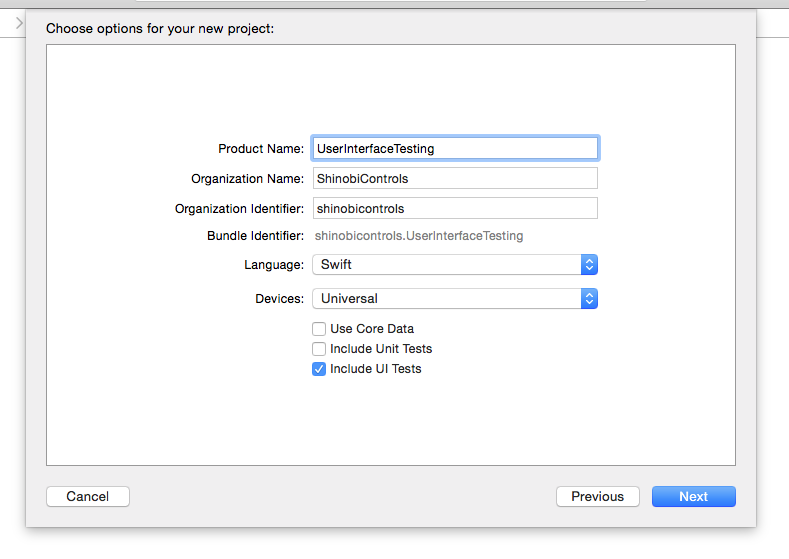 Choose options for your new project:
Product Name: UserInterfaceTesting
Organization Name: ShinobiControls
Organization Identifier: shinobicontrols
Bundle Identifier: shinobicontrols.UserInterfaceTesting
Language: Swift
Devices: Universal
Use Core Data
Include Unit Tests
Include UI Tests
Cancel Previous Next